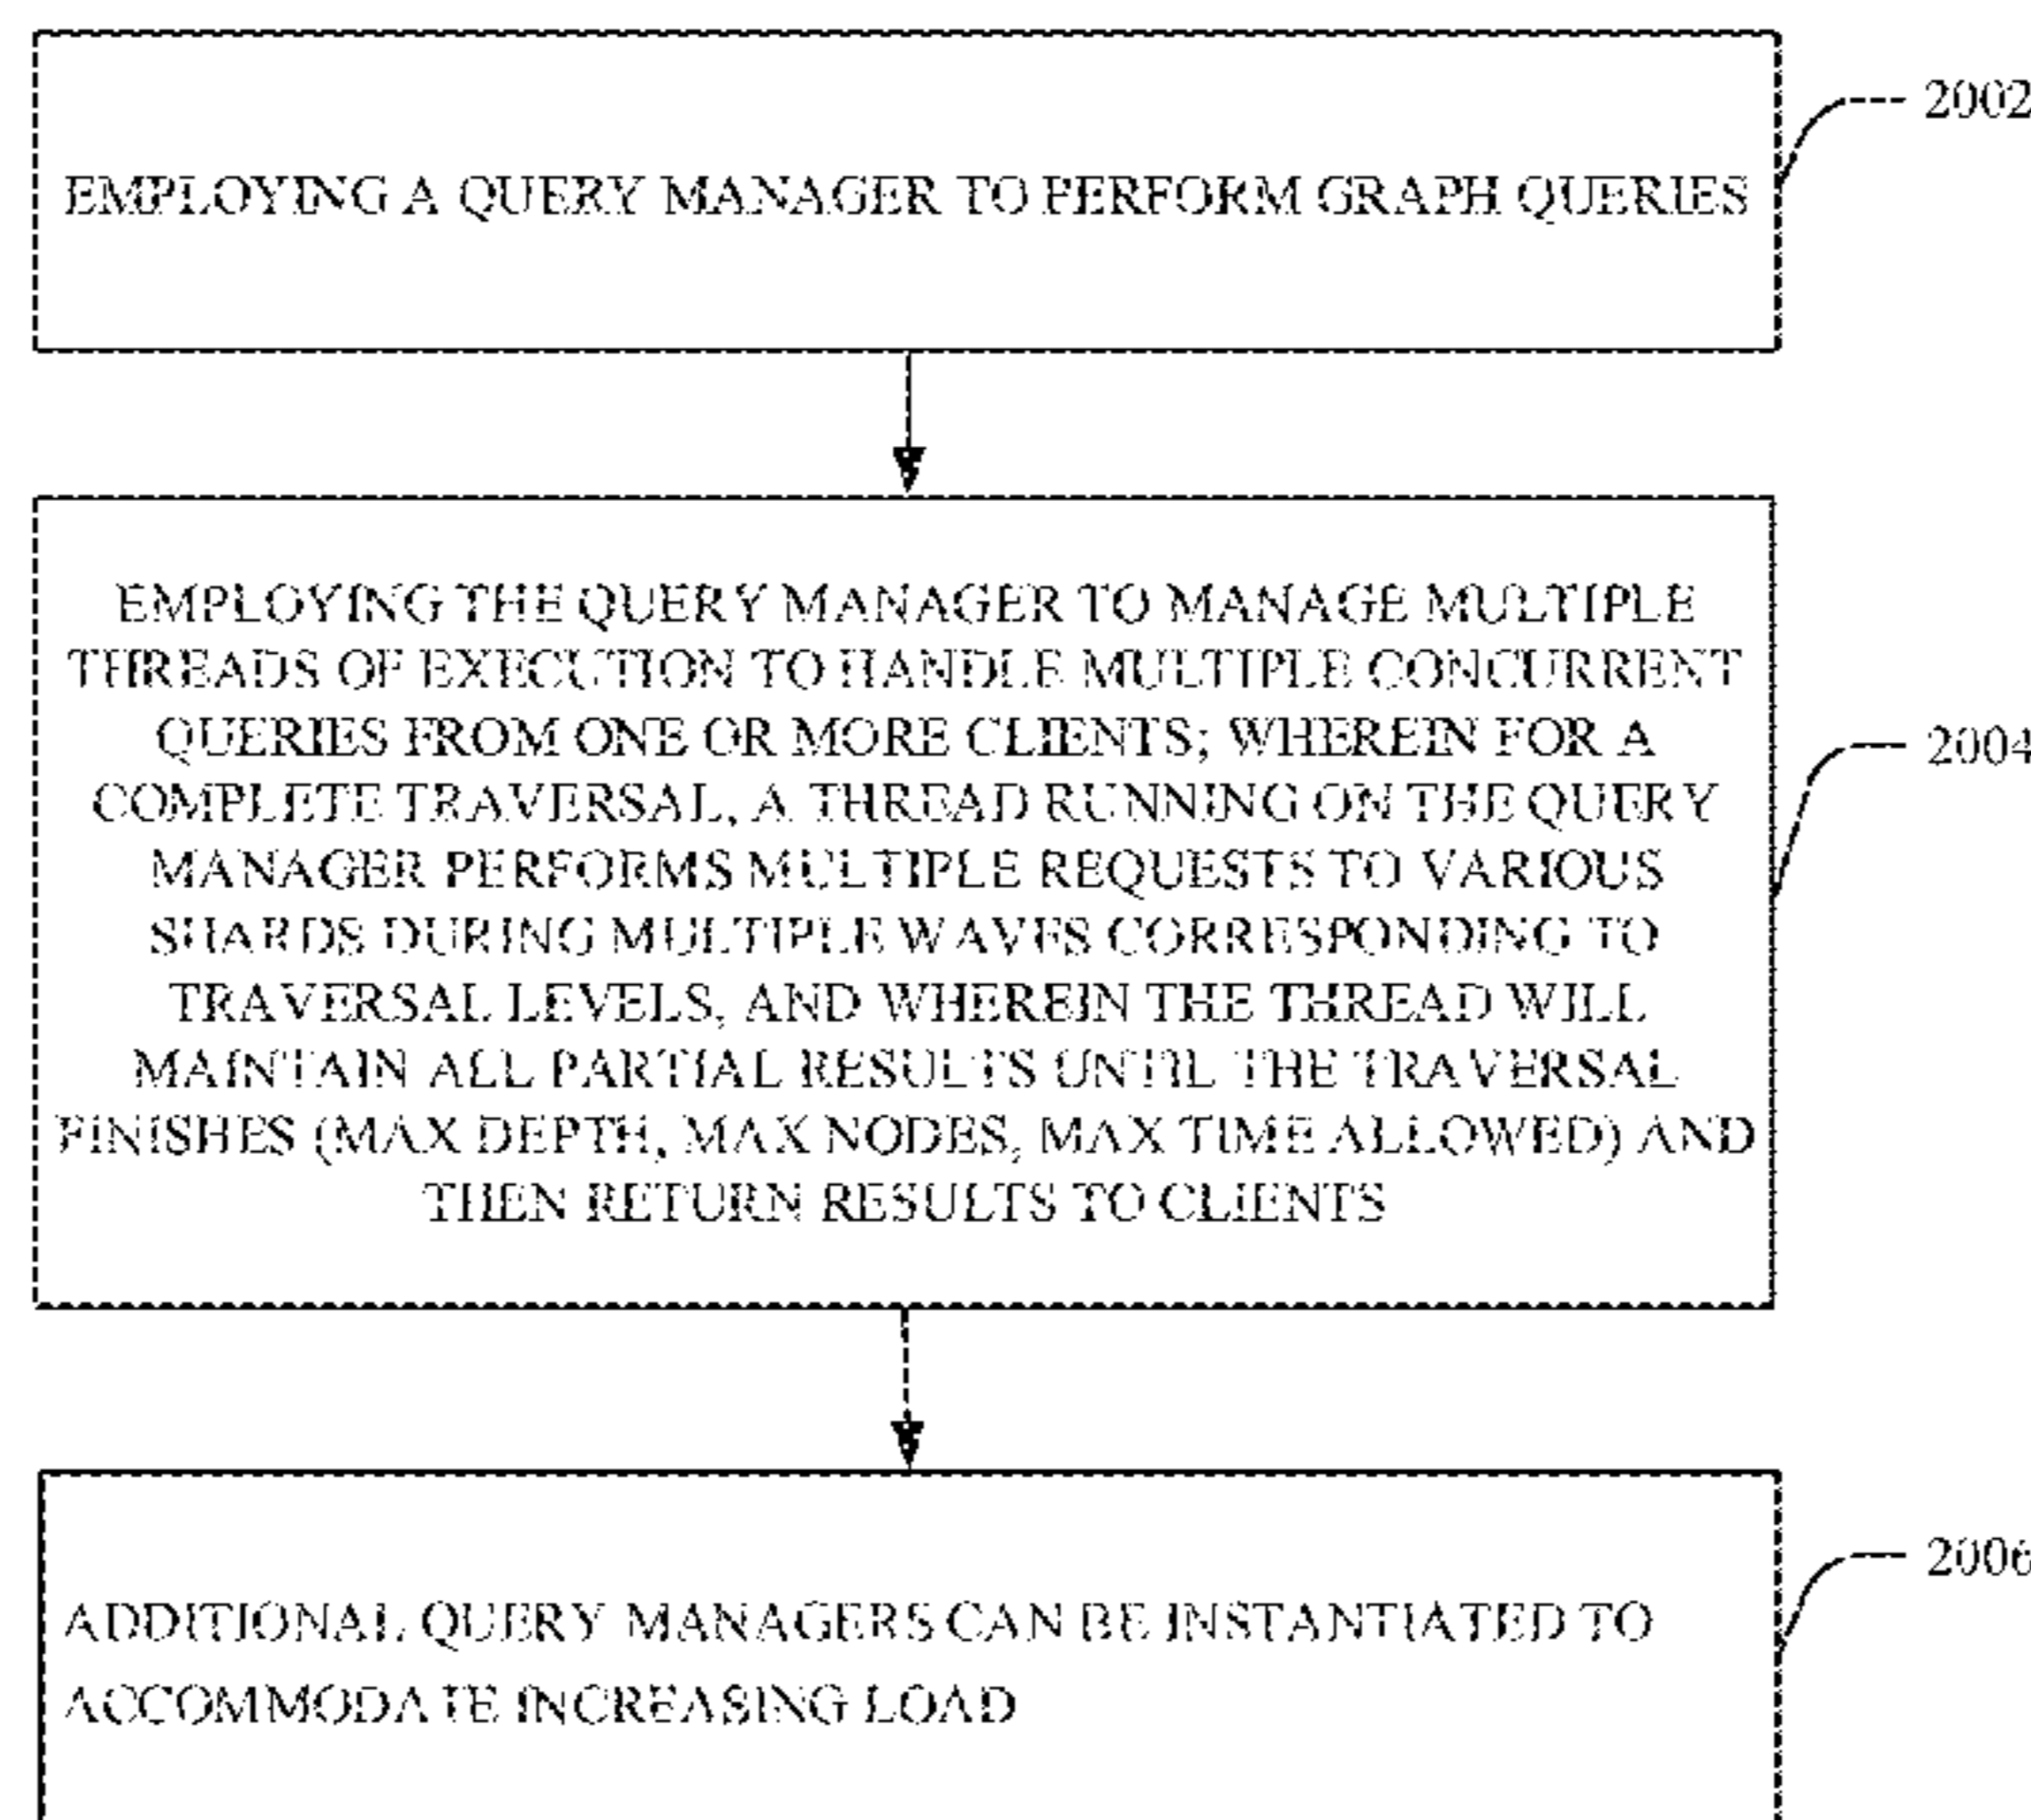 2002
EMPLOYING A QUERY MANAGER TO PERFORM GRAPH QUERIES
EMPLOYING THE QUERY MANAGER TO MANAGE MULTIPLE
THREADS OF EXECUTION TO HANDLE MULTIPLE CONCURRENT
QUERIES FROM ONE OR MORE CLIENTS; WHEREIN FOR A
2004
COMPLETE TRAVERSAL, A THREAD RUNNING ON THE QUERY
MANAGER PERFORMS MULTIPLE REQUESTS TO VARIOUS
SHARDS DURING MULTIPLE WAVES CORRESPONDING TO
TRAVERSAL LEVELS, AND WHEREIN THE THREAD WILL
MAINTAIN ALL PARTIAL RESULTS UNTIL THE TRAVERSAL
FINISHES (MAX DEPTH, MAX NODES, MAX TIME ALLOWED) AND
THEN RETURN RESULTS TO CLIENTS
2006
ADDITIONAL QUERY MANAGERS CAN BE INSTANTIATED TO
ACCOMMODATE INCREASING LOAD